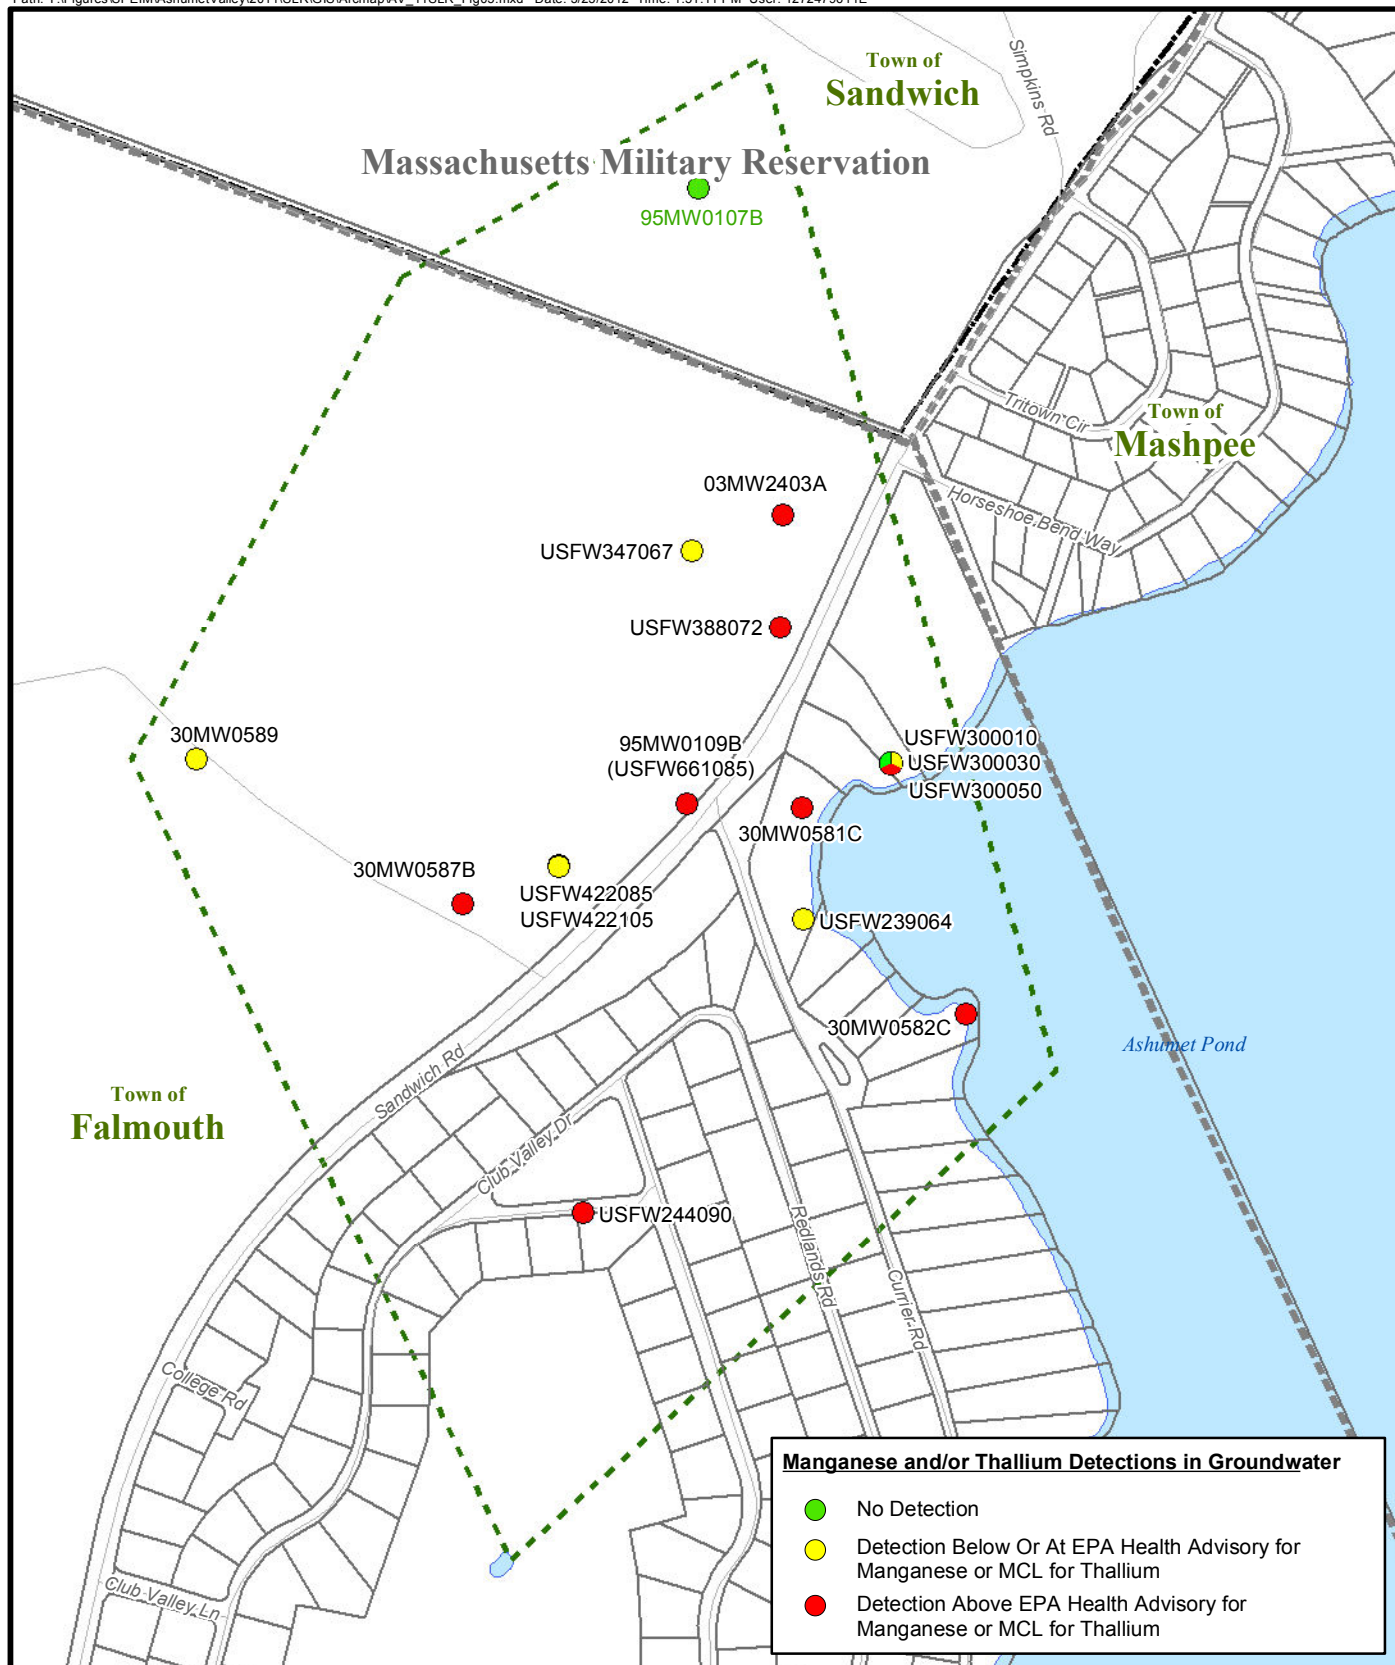 Town of
Sandwich
Simpkins Rd
Massachusetts Military Reservation
95MW0107B
Tritown Cir
Town of
Mashpee
03MW2403A
Horseshoe Bend Way
USFW347067
USFW388072
30MW0589
95MW0109B
(USFW661085)
USFW300010
USFW300030
USFW300050
30MW0581C
30MW0587B
USFW422085
USFW422105
USFW239064
30MW0582C
Ashumet Pond
Sandwich Rd
Town of
Falmouth
Club Valley Dr
USFW244090
Redlands Rd
Currier Rd
College Rd
Club Valley Ln
Manganese and/or Thallium Detections in Groundwater
No Detection
Detection Below Or At EPA Health Advisory for
Manganese or MCL for Thallium
Detection Above EPA Health Advisory for
Manganese or MCL for Thallium